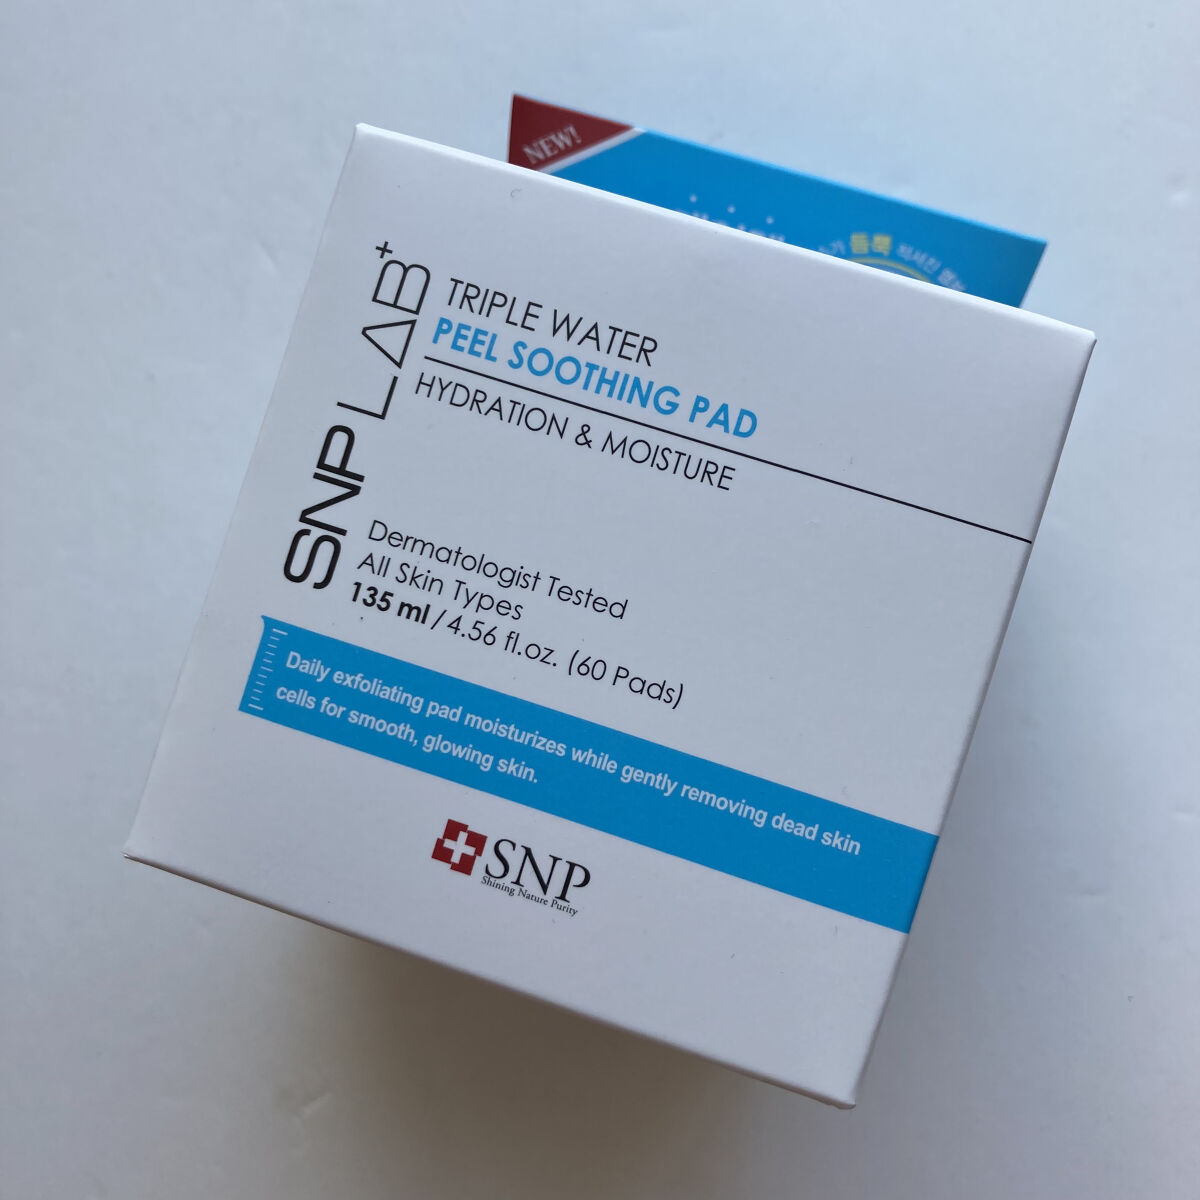 NEW!
등록
SNP LAB+
TRIPLE WATER
PEEL SOOTHING PAD
HYDRATION & MOISTURE
Dermatologist Tested
All Skin Types
135 ml / 4.56 fl.oz. (60 Pads)
Daily exfoliating pad moisturizes while gently removing dead skin
cells for smooth, glowing skin.
SNP
Shining Nature Purity